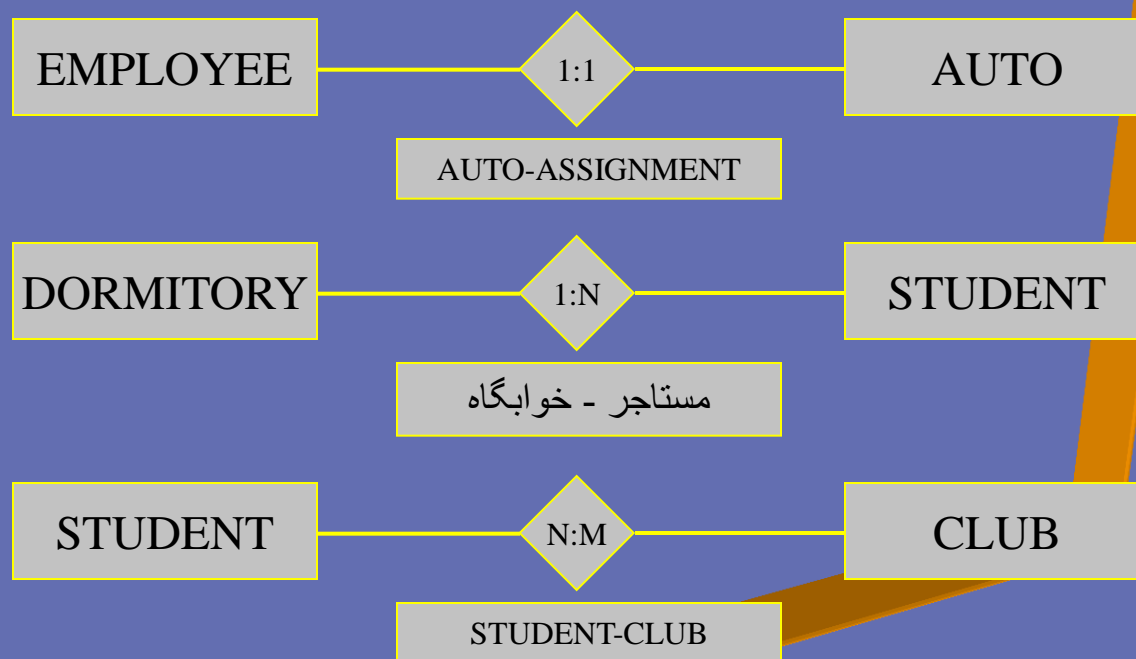 EMPLOYEE 1:1 AUTO
AUTO-ASSIGNMENT
DORMITORY 1:N STUDENT
مستاجر - خوابگاه
STUDENT N:M CLUB
STUDENT-CLUB